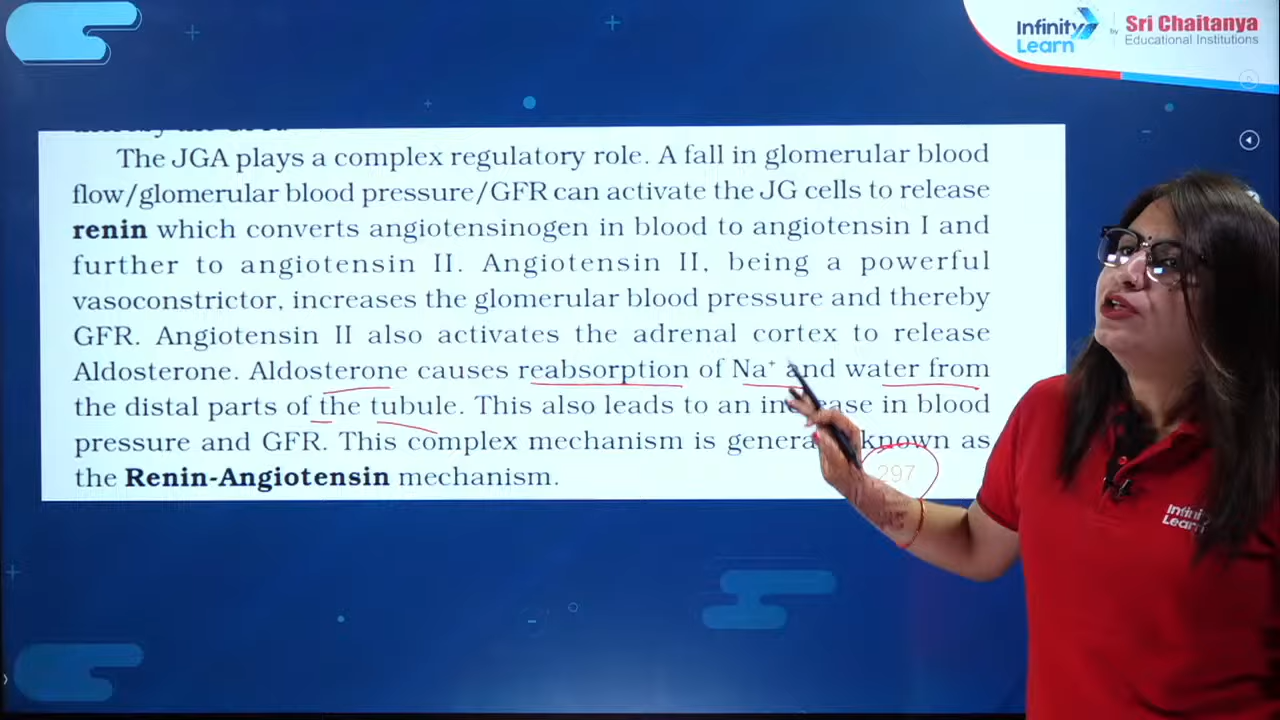 Infinity
Learn
by
Sri Chaitanya
Educational Institutions
The JGA plays a complex regulatory role. A fall in glomerular blood
flow/glomerular blood pressure/GFR can activate the JG cells to release
renin which converts angiotensinogen in blood to angiotensin I and
further to angiotensin II. Angiotensin II, being a powerful
vasoconstrictor, increases the glomerular blood pressure and thereby
GFR. Angiotensin II also activates the adrenal cortex to release
Aldosterone. Aldosterone causes reabsorption of Na⁺ and water from
the distal parts of the tubule. This also leads to an increase in blood
pressure and GFR. This complex mechanism is known as
the Renin-Angiotensin mechanism.
297
Infini
Learn